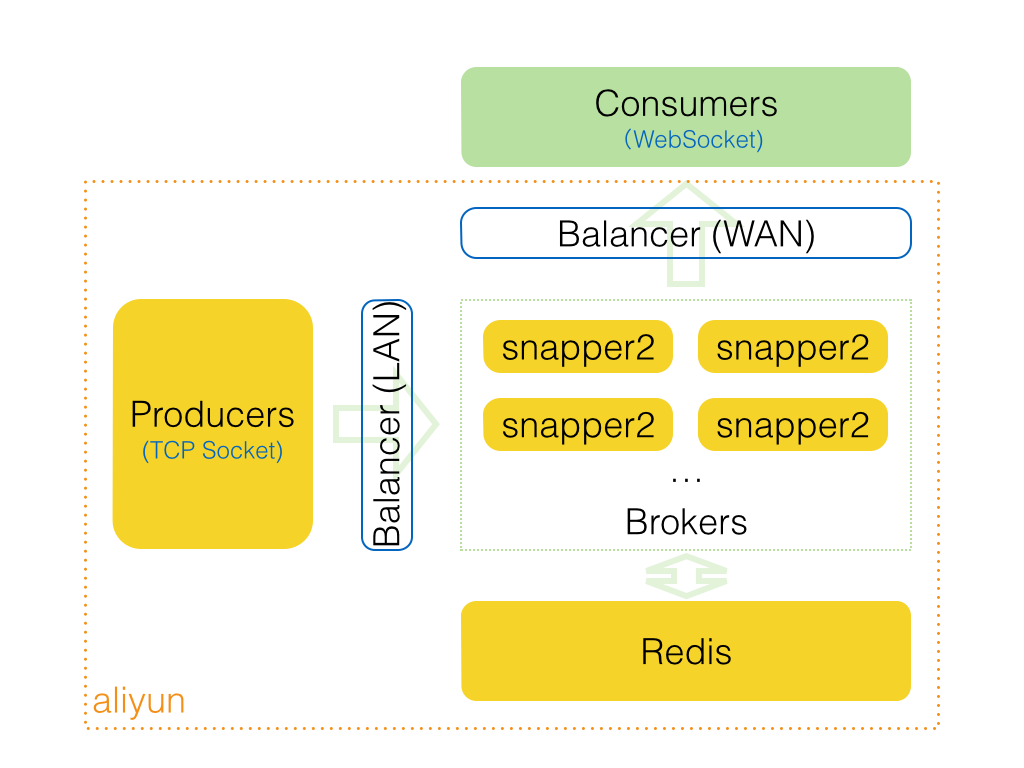 Consumers
(WebSocket)
Balancer (WAN)
Producers
(TCP Socket)
Balancer (LAN)
snapper2
snapper2
snapper2
snapper2
...
Brokers
Redis
aliyun